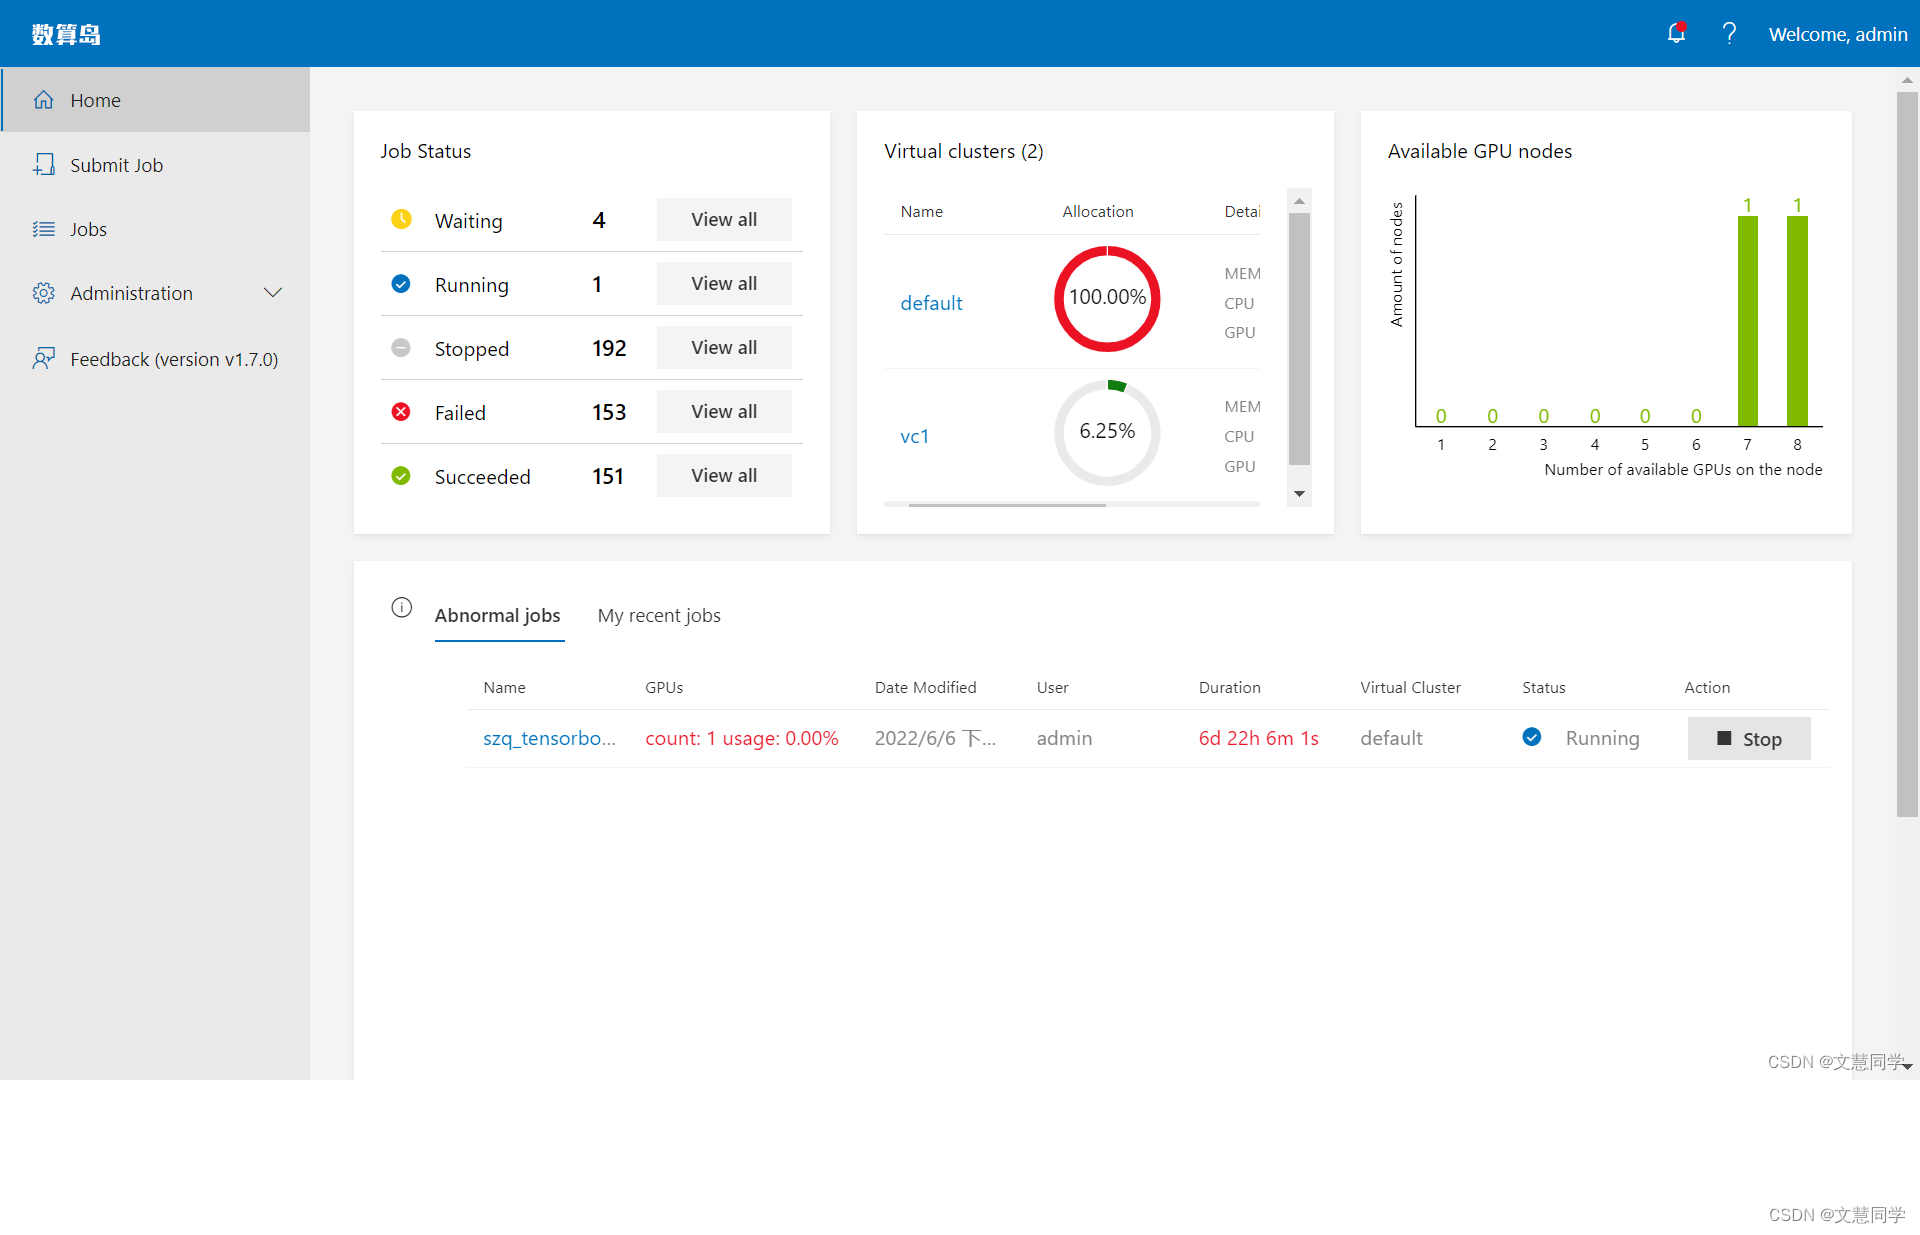 数算岛
Welcome, admin
Home
Submit Job
Jobs
Administration
Feedback (version v1.7.0)
Job Status
Waiting 4 View all
Running 1 View all
Stopped 192 View all
Failed 153 View all
Succeeded 151 View all
Virtual clusters (2)
Name Allocation Detai
default 100.00% MEM
CPU
GPU
vc1 6.25% MEM
CPU
GPU
Available GPU nodes
Amount of nodes
0 0 0 0 0 0 1 1
1 2 3 4 5 6 7 8
Number of available GPUs on the node
Abnormal jobs My recent jobs
Name GPUs Date Modified User Duration Virtual Cluster Status Action
szq_tensorbo... count: 1 usage: 0.00% 2022/6/6 下... admin 6d 22h 6m 1s default Running Stop
CSDN @文慧同学
CSDN @文慧同学